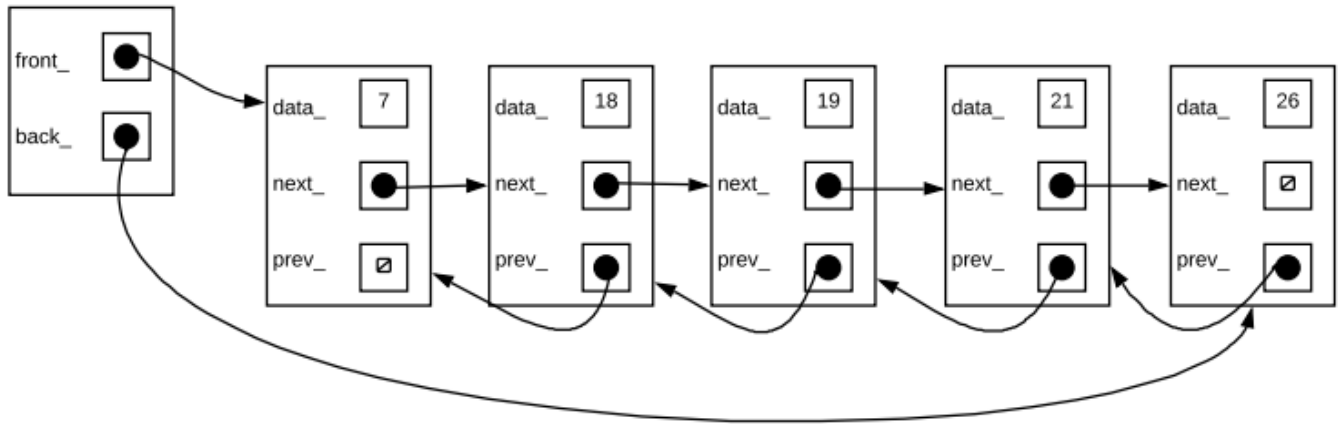 front_
back_
data_ 7
next_
prev_
data_ 18
next_
prev_
data_ 19
next_
prev_
data_ 21
next_
prev_
data_ 26
next_
prev_